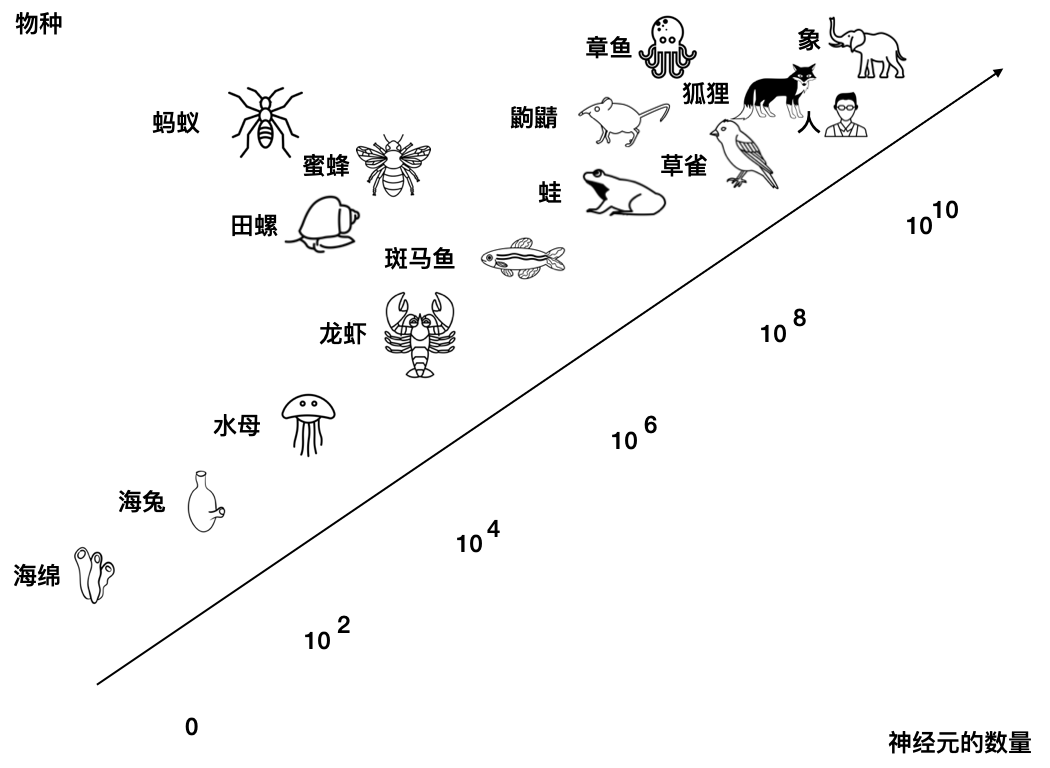 物种
章鱼
象
狐狸
鼩鼱
人
蚂蚁
蜜蜂
草雀
蛙
田螺
斑马鱼
龙虾
水母
海兔
海绵
10 10
10 8
10 6
10 4
10 2
0
神经元的数量